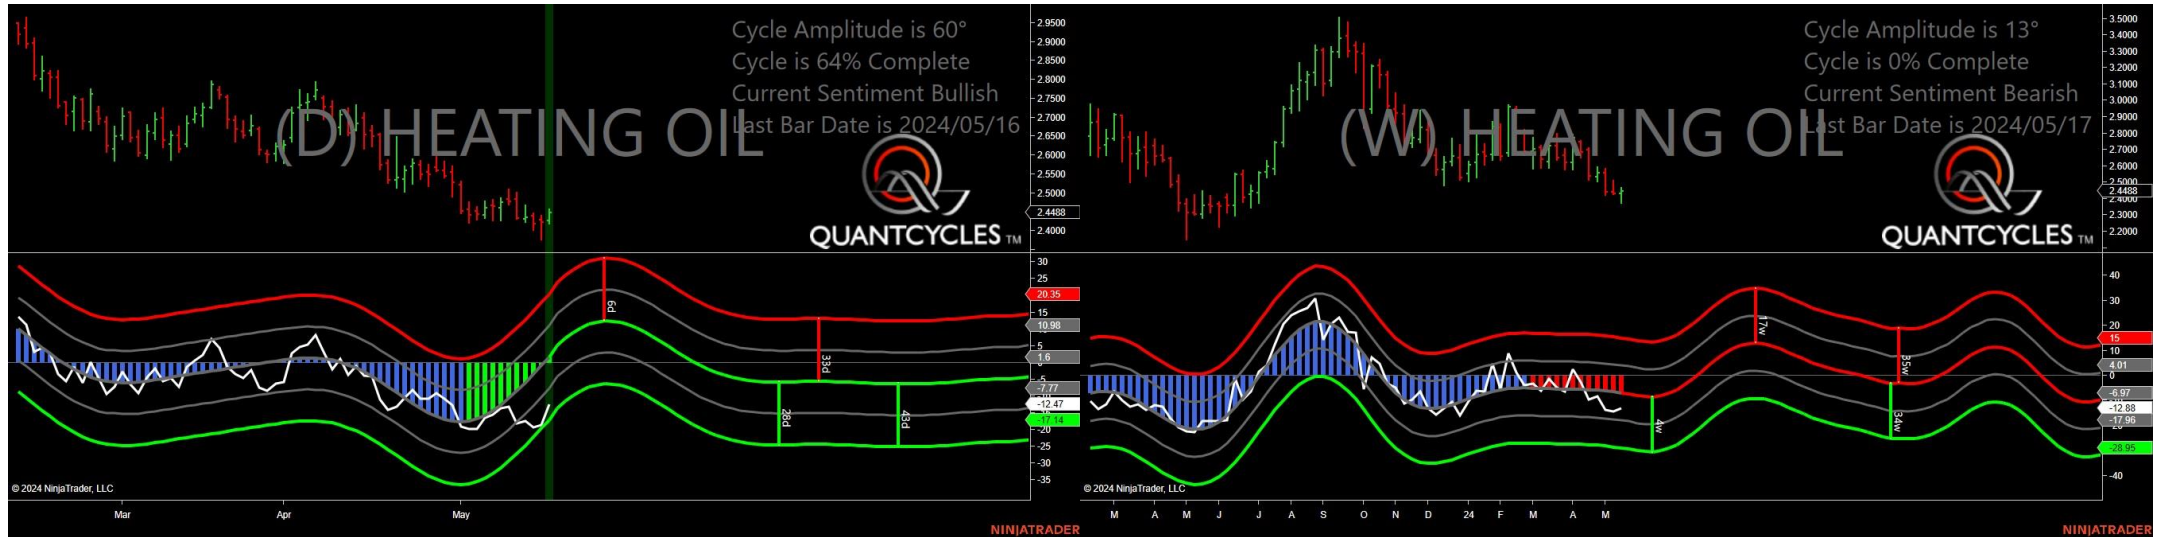 Cycle Amplitude is 60°
Cycle is 64% Complete
Current Sentiment Bullish
Last Bar Date is 2024/05/16
(D) HEATING OIL
QUANTCYCLES TM
2.9500
2.9000
2.8500
2.8000
2.7500
2.7000
2.6500
2.6000
2.5500
2.5000
2.4488
2.4000
30
25
20.35
15
10.98
5
1.6
-5
-7.77
-12.47
-17.14
-20
-25
-30
-35
6d
33d
28d
43d
© 2024 NinjaTrader, LLC
Mar Apr May
NINJATRADER
Cycle Amplitude is 13°
Cycle is 0% Complete
Current Sentiment Bearish
Last Bar Date is 2024/05/17
(W) HEATING OIL
QUANTCYCLES TM
3.5000
3.4000
3.3000
3.2000
3.1000
3.0000
2.9000
2.8000
2.7000
2.6000
2.5000
2.4488
2.4000
2.3000
2.2000
40
30
20
15
10
4.01
0
-6.97
-12.88
-17.96
-28.95
-40
17w
35w
4w
34w
© 2024 NinjaTrader, LLC
M A M J J A S O N D 24 F M A M
NINJATRADER